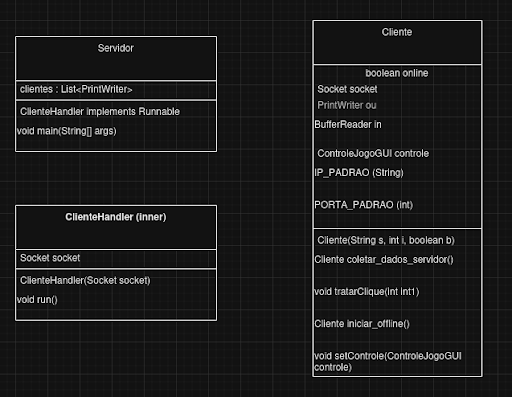 Servidor
clientes : List<PrintWriter>
ClienteHandler implements Runnable
void main(String[] args)
ClienteHandler (inner)
Socket socket
ClienteHandler(Socket socket)
void run()
Cliente
boolean online
Socket socket
PrintWriter ou
BufferReader in
ControleJogoGUI controle
IP_PADRAO (String)
PORTA_PADRAO (int)
Cliente(String s, int i, boolean b)
Cliente coletar_dados_servidor()
void tratarClique(int int1)
Cliente iniciar_offline()
void setControle(ControleJogoGUI
controle)